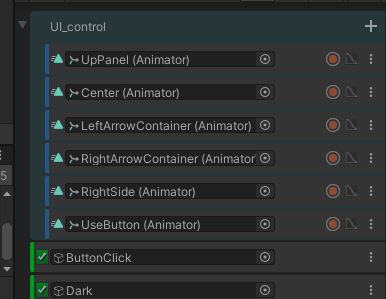 UI_control
UpPanel (Animator)
Center (Animator)
LeftArrowContainer (Animator)
RightArrowContainer (Animator
RightSide (Animator)
UseButton (Animator)
5
ButtonClick
Dark